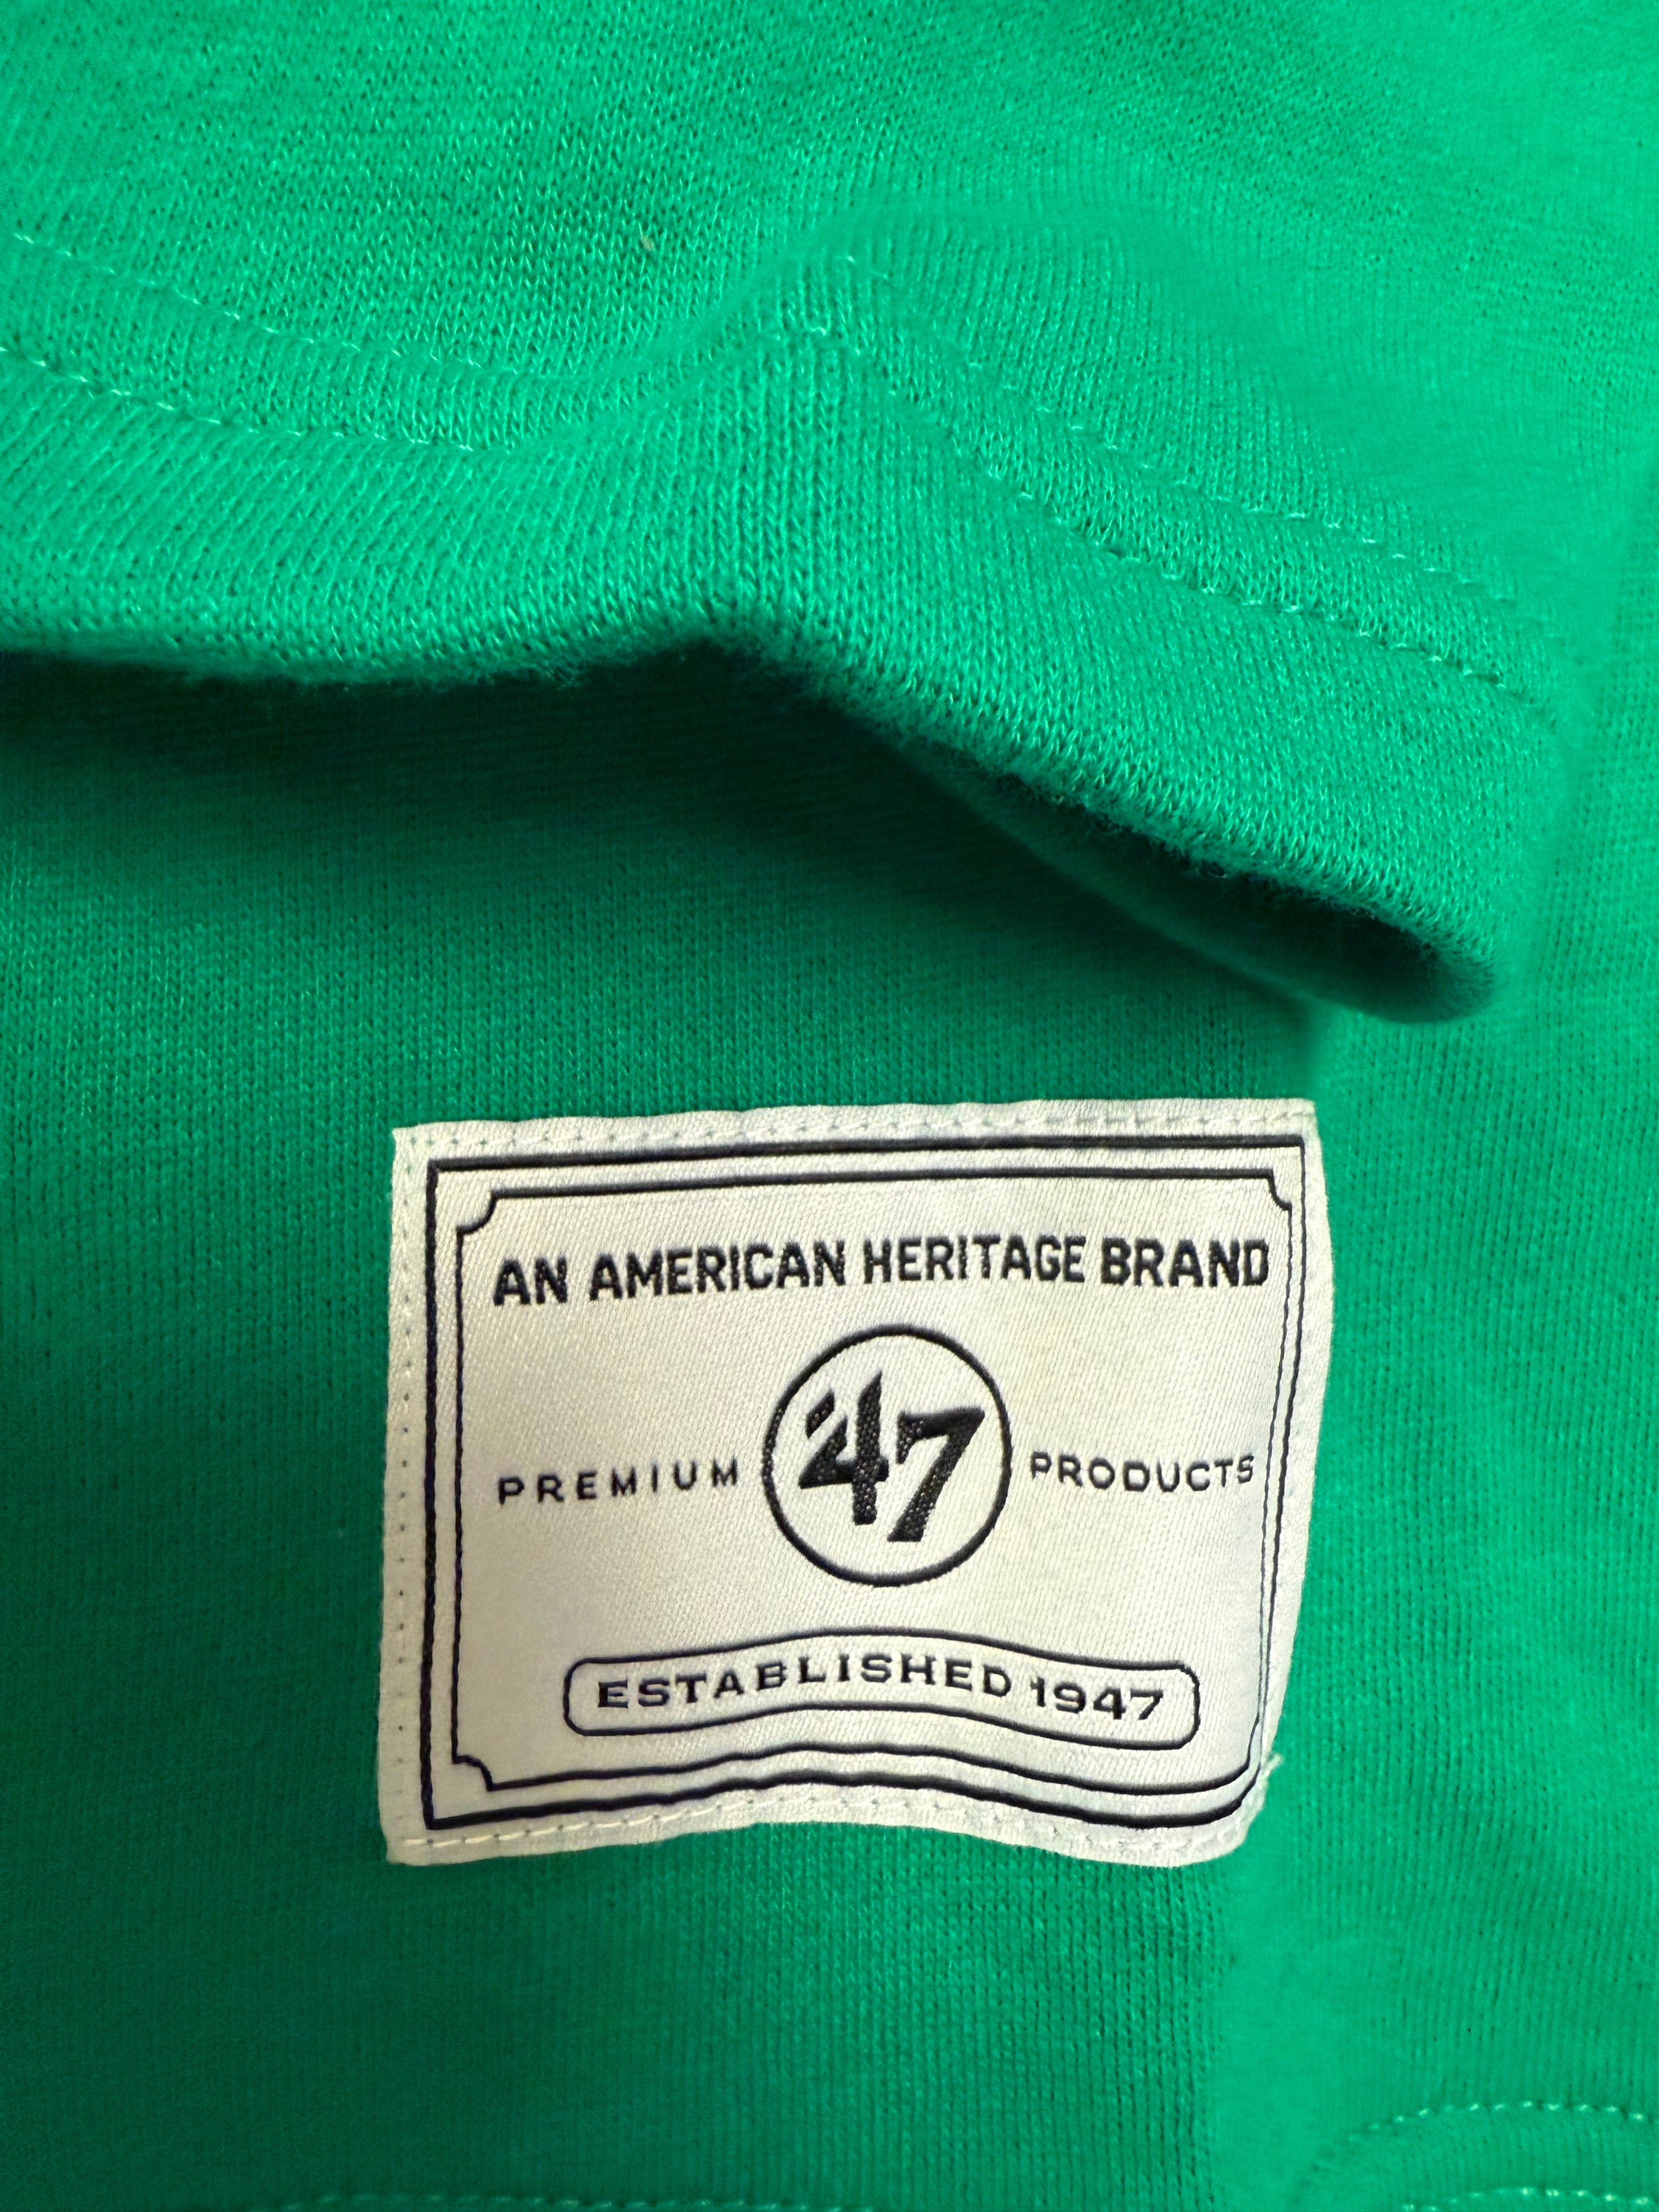 AN AMERICAN HERITAGE BRAND
PREMIUM '47 PRODUCTS
ESTABLISHED 1947